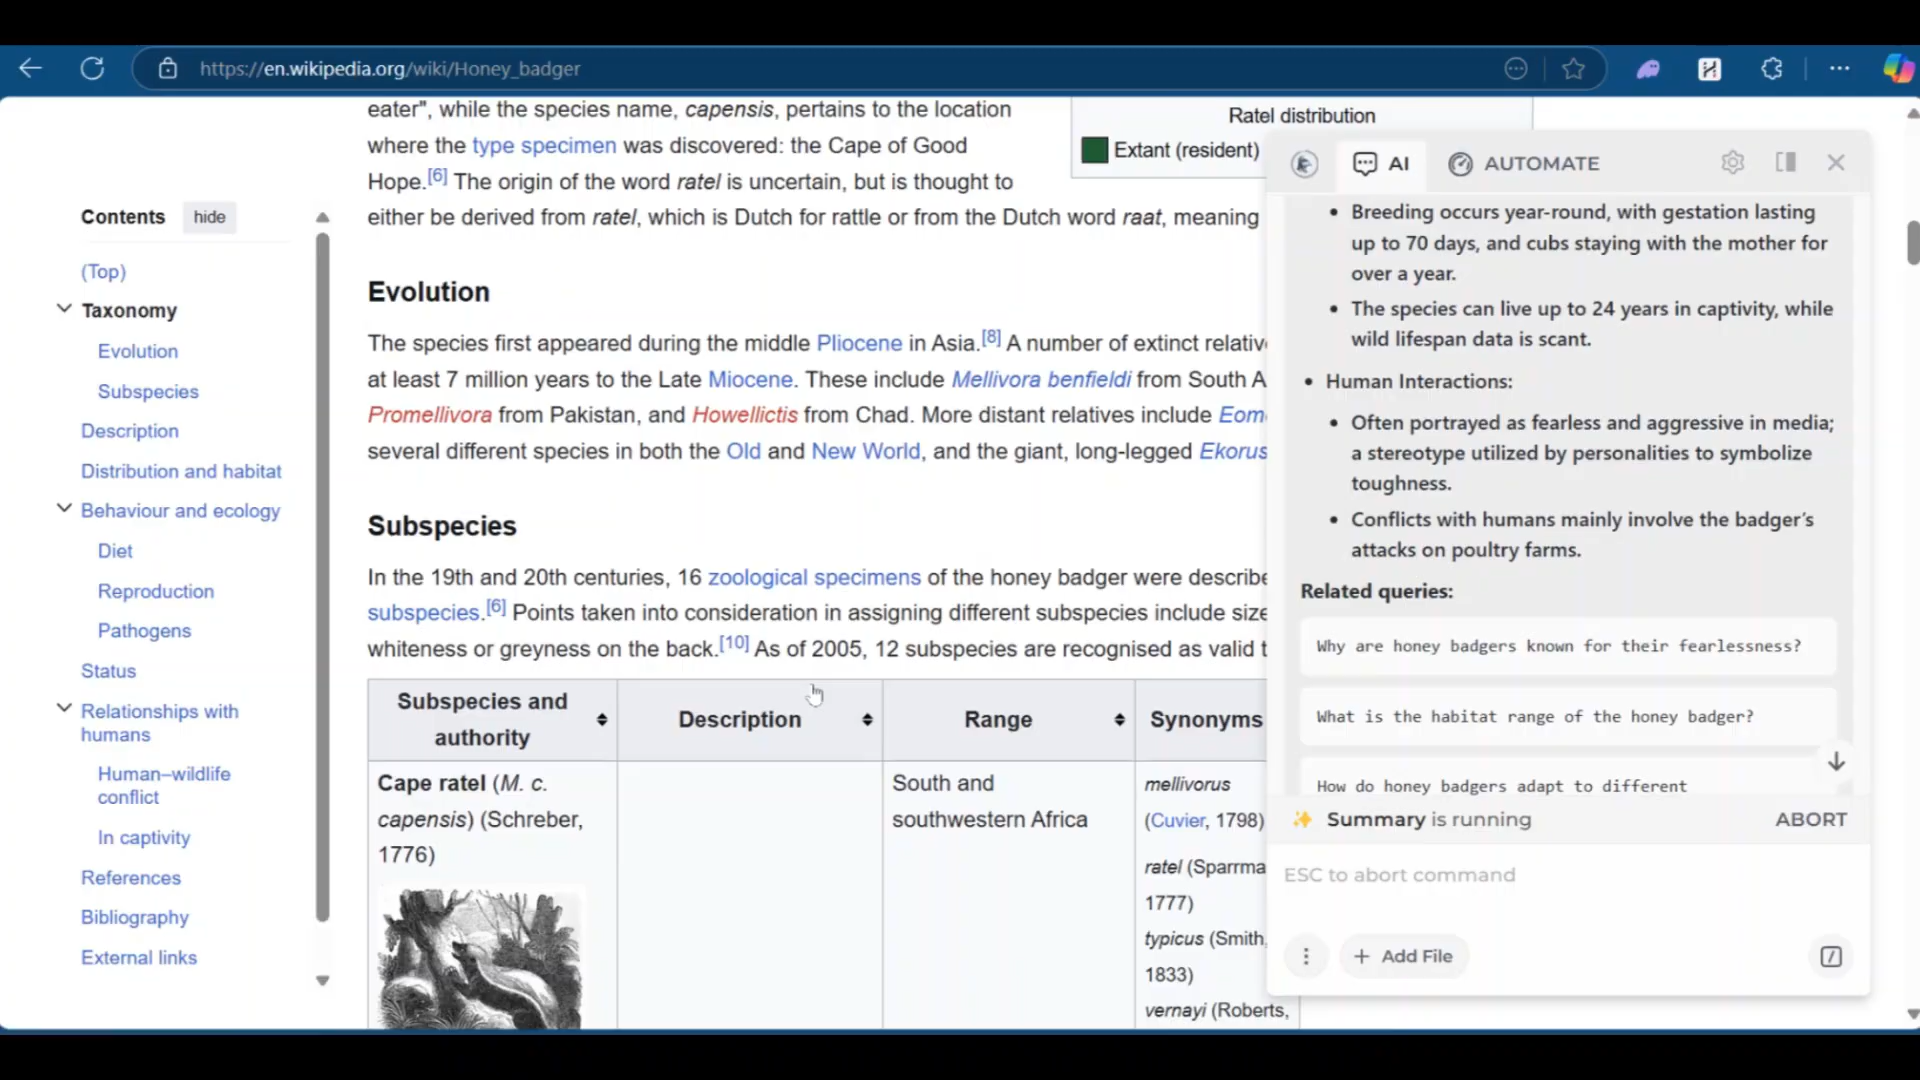 https://en.wikipedia.org/wiki/Honey_badger
Contents hide
(Top)
Taxonomy
Evolution
Subspecies
Description
Distribution and habitat
Behaviour and ecology
Diet
Reproduction
Pathogens
Status
Relationships with
humans
Human–wildlife
conflict
In captivity
References
Bibliography
External links
eater", while the species name, capensis, pertains to the location
where the type specimen was discovered: the Cape of Good
Hope.[6] The origin of the word ratel is uncertain, but is thought to
either be derived from ratel, which is Dutch for rattle or from the Dutch word raat, meaning
Ratel distribution
Extant (resident)
Evolution
The species first appeared during the middle Pliocene in Asia.[8] A number of extinct relativ
at least 7 million years to the Late Miocene. These include Mellivora benfieldi from South A
Promellivora from Pakistan, and Howellictis from Chad. More distant relatives include Eom
several different species in both the Old and New World, and the giant, long-legged Ekorus
Subspecies
In the 19th and 20th centuries, 16 zoological specimens of the honey badger were describe
subspecies.[6] Points taken into consideration in assigning different subspecies include size
whiteness or greyness on the back.[10] As of 2005, 12 subspecies are recognised as valid t
Subspecies and
authority
Description
Range
Synonyms
Cape ratel (M. c.
capensis) (Schreber,
1776)
South and
southwestern Africa
mellivorus
(Cuvier, 1798)
ratel (Sparrma
1777)
typicus (Smith,
1833)
vernayi (Roberts,
AI
AUTOMATE
• Breeding occurs year-round, with gestation lasting
up to 70 days, and cubs staying with the mother for
over a year.
• The species can live up to 24 years in captivity, while
wild lifespan data is scant.
• Human Interactions:
• Often portrayed as fearless and aggressive in media;
a stereotype utilized by personalities to symbolize
toughness.
• Conflicts with humans mainly involve the badger's
attacks on poultry farms.
Related queries:
Why are honey badgers known for their fearlessness?
What is the habitat range of the honey badger?
How do honey badgers adapt to different
Summary is running
ABORT
ESC to abort command
+ Add File